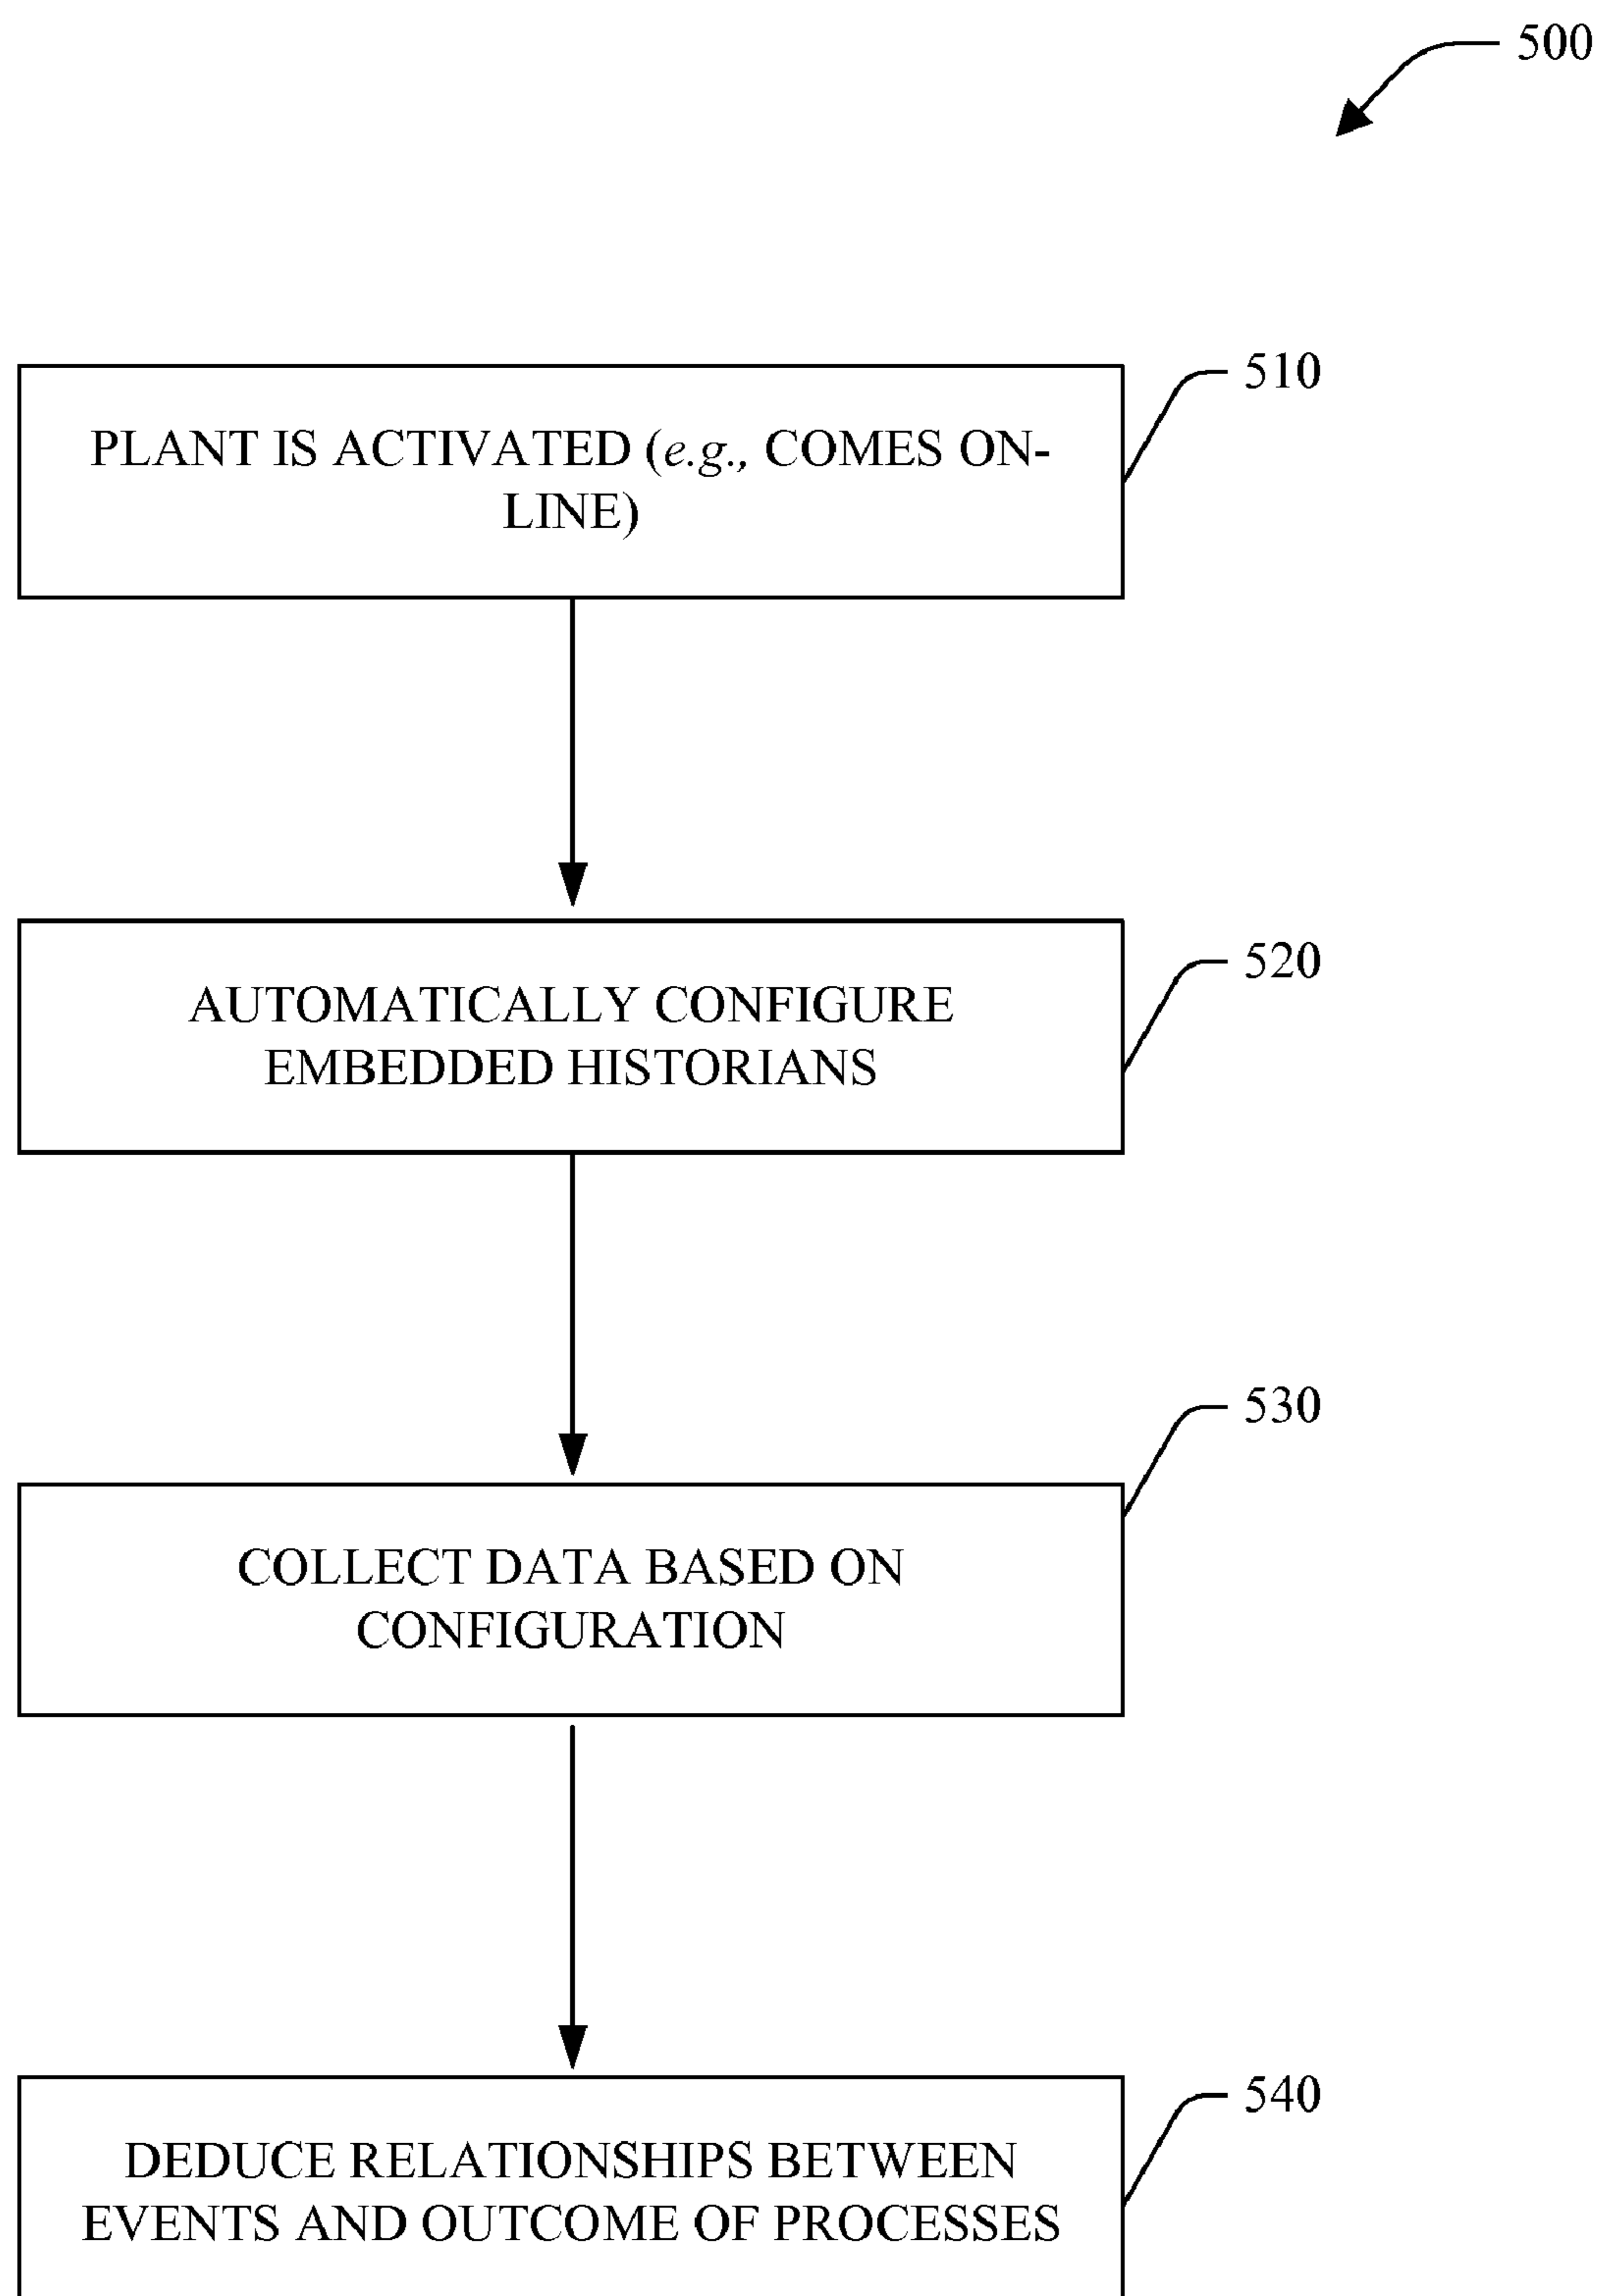 500
510
PLANT IS ACTIVATED (e.g., COMES ON-
LINE)
520
AUTOMATICALLY CONFIGURE
EMBEDDED HISTORIANS
530
COLLECT DATA BASED ON
CONFIGURATION
540
DEDUCE RELATIONSHIPS BETWEEN
EVENTS AND OUTCOME OF PROCESSES